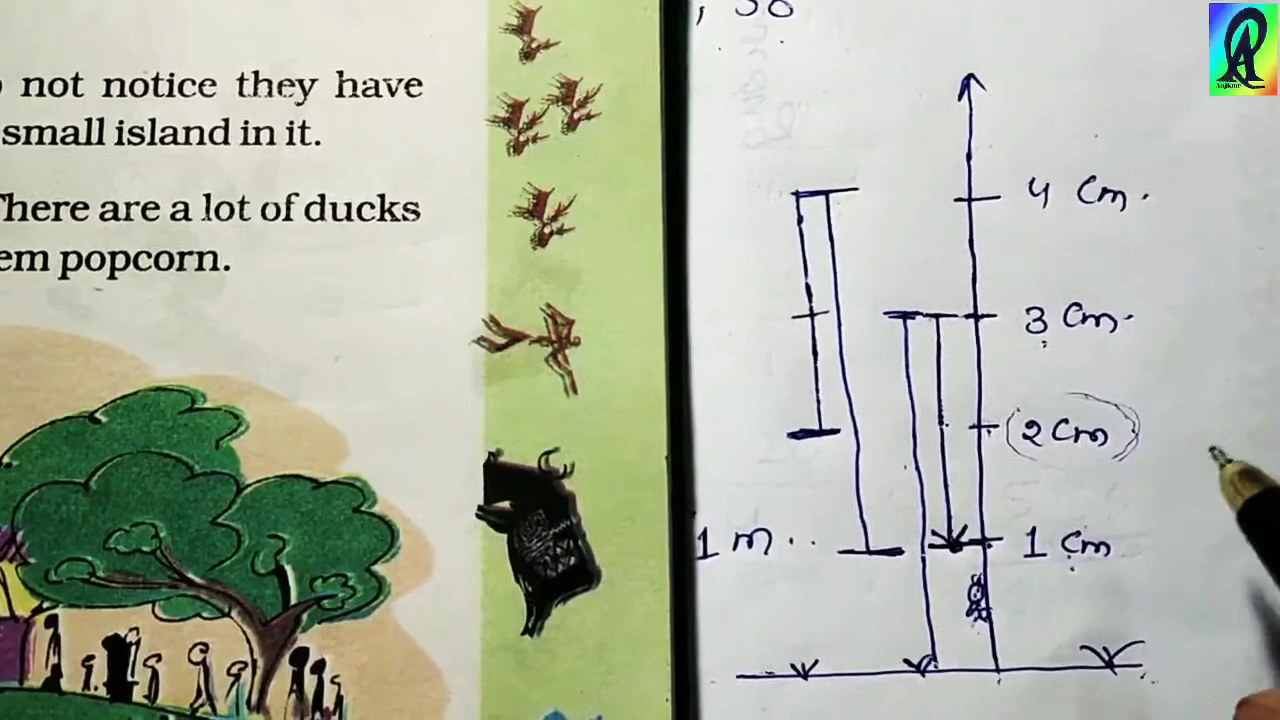 not notice they have
small island in it.
There are a lot of ducks
em popcorn.
4 cm.
3 cm.
2 cm
1 m..
1 cm